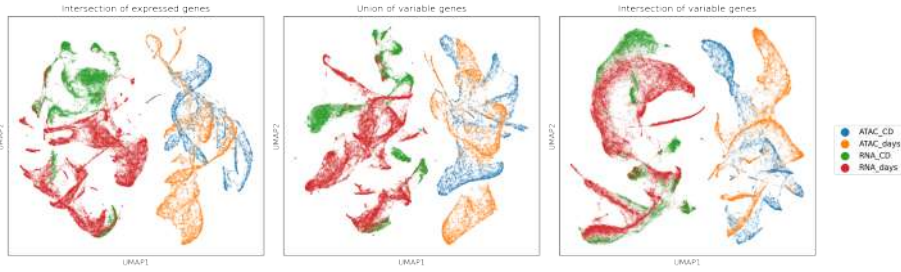 Intersection of expressed genes
Union of variable genes
Intersection of variable genes
UMAP2
UMAP2
UMAP2
ATAC_CD
ATAC_days
RNA_CD
RNA_days
UMAP1
UMAP1
UMAP1